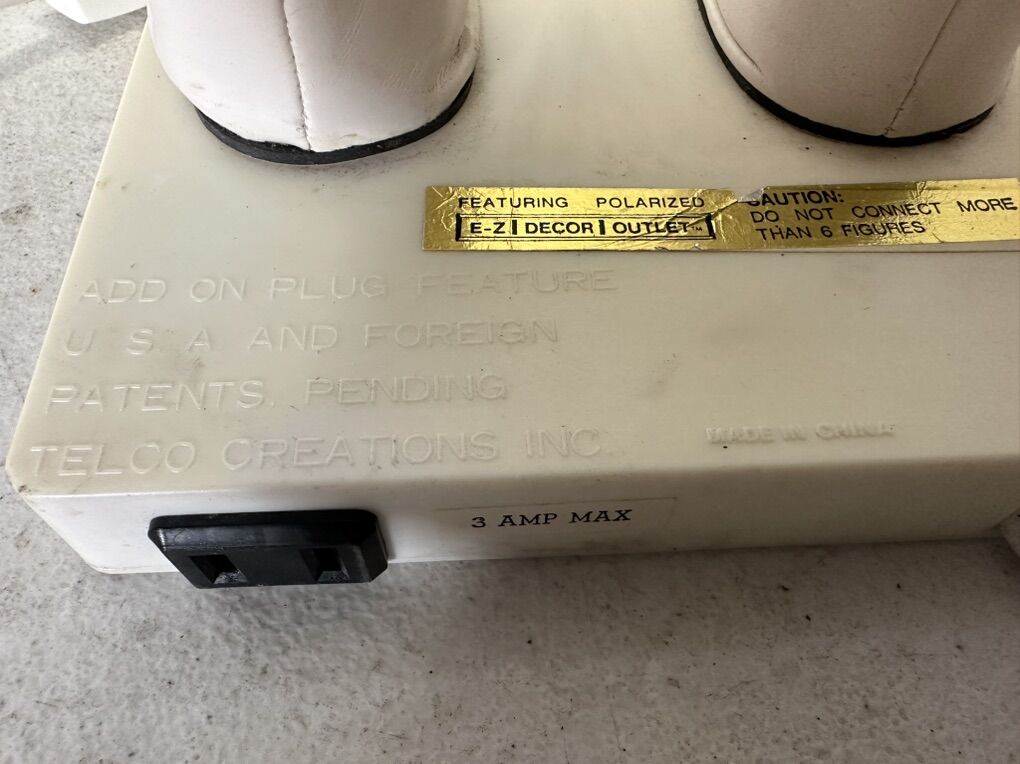 FEATURING POLARIZED
E-Z DECOR OUTLET™
CAUTION:
DO NOT CONNECT MORE
THAN 6 FIGURES
ADD ON PLUG FEATURE
U S A AND FOREIGN
PATENTS. PENDING
TELCO CREATIONS INC.
MADE IN CHINA
3 AMP MAX